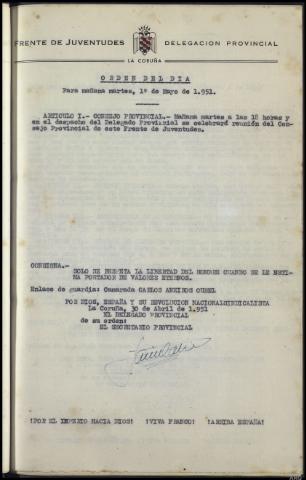 FRENTE DE JUVENTUDES DELEGACION PROVINCIAL
LA CORUÑA
ORDEN DEL DIA
Para mañana martes, 1º de Mayo de 1.951.
ARTICULO I.- CONSEJO PROVINCIAL.- Mañana martes a las 18 horas y
en el despacho del Delegado Provincial se celebrará reunión del Con-
sejo Provincial de este Frente de Juventudes.
CONSIGNA.-
SOLO SE RESPETA LA LIBERTAD DEL HOMBRE CUANDO SE LE ESTI-
MA PORTADOR DE VALORES ETERNOS.
Enlace de guardia: Camarada CARLOS
POR DIOS, ESPAÑA Y SU REVOLUCION NACIONALSINDICALISTA
La Coruña, 30 de Abril de 1.951
EL DELEGADO PROVINCIAL
de su orden:
EL SECRETARIO PROVINCIAL
¡POR EL IMPERIO HACIA DIOS! ¡VIVA FRANCO! ¡ARRIBA ESPAÑA!